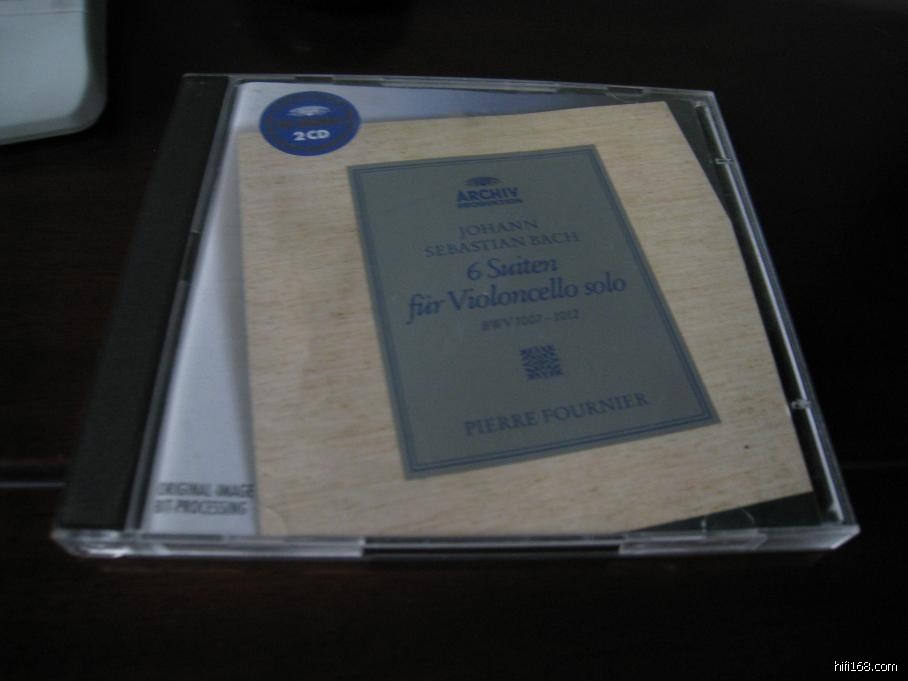 2CD
ARCHIV
PRODUKTION
JOHANN
SEBASTIAN BACH
6 Suiten
für Violoncello solo
BWV 1007–1012
PIERRE FOURNIER
ORIGINAL-IMAGE
BIT-PROCESSING
hifi168.com